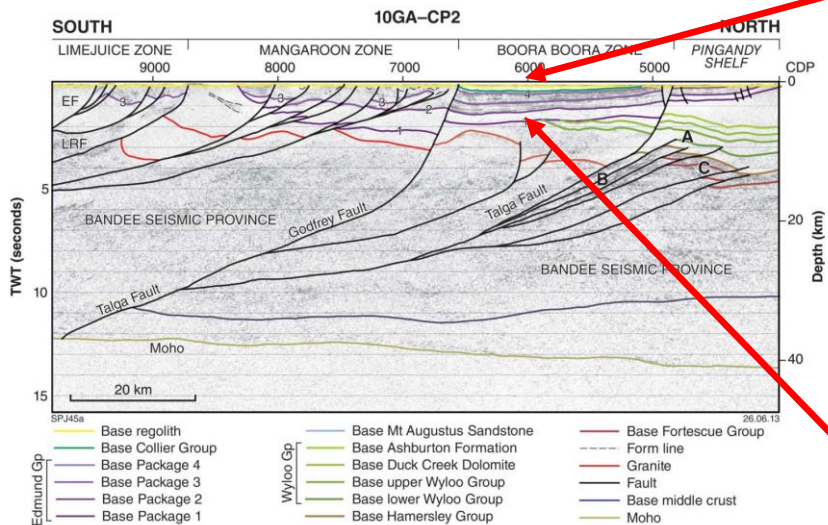 10GA–CP2
SOUTH
NORTH
LIMEJUICE ZONE
MANGAROON ZONE
BOORA BOORA ZONE
PINGANDY
SHELF
9000
8000
7000
6000
5000
CDP
0
0
EF
3
3
3
4
2
LRF
1
A
B
C
5
BANDEE SEISMIC PROVINCE
Godfrey Fault
Talga Fault
20
BANDEE SEISMIC PROVINCE
TWT (seconds)
Depth (km)
10
Talga Fault
Moho
40
20 km
15
SPJ45a
26.06.13
Base regolith
Base Collier Group
Edmund Gp
Base Package 4
Base Package 3
Base Package 2
Base Package 1
Base Mt Augustus Sandstone
Wyloo Gp
Base Ashburton Formation
Base Duck Creek Dolomite
Base upper Wyloo Group
Base lower Wyloo Group
Base Hamersley Group
Base Fortescue Group
Form line
Granite
Fault
Base middle crust
Moho